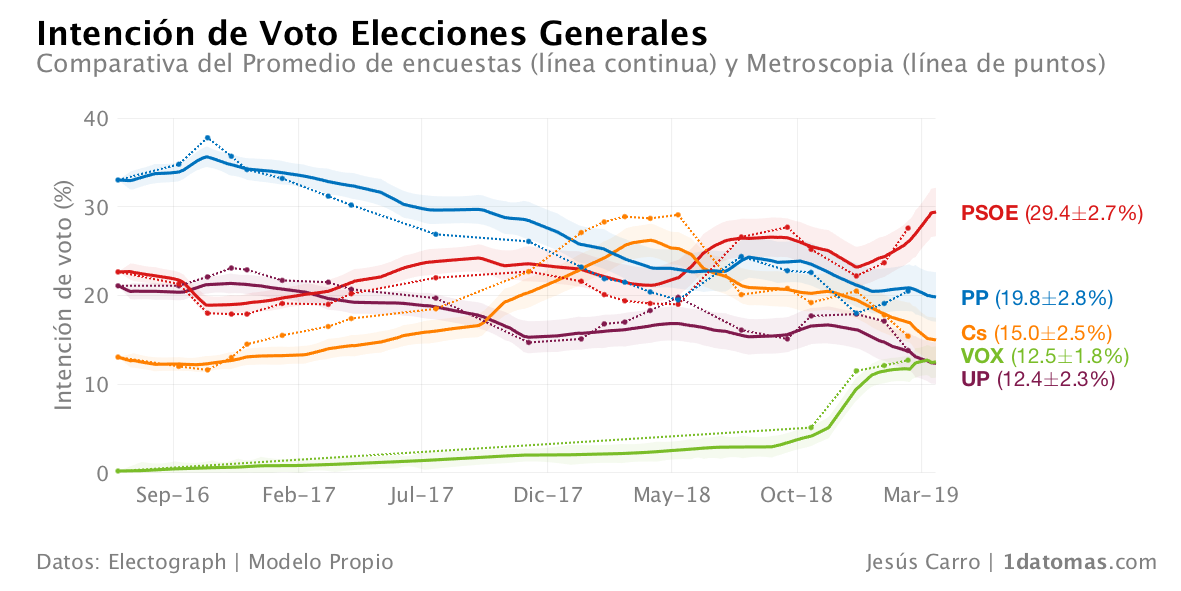 Intención de Voto Elecciones Generales
Comparativa del Promedio de encuestas (línea continua) y Metroscopia (línea de puntos)
Intención de voto (%)
40
30
20
10
0
Sep–16 Feb–17 Jul–17 Dic–17 May–18 Oct–18 Mar–19
PSOE (29.4±2.7%)
PP (19.8±2.8%)
Cs (15.0±2.5%)
VOX (12.5±1.8%)
UP (12.4±2.3%)
Datos: Electograph | Modelo Propio
Jesús Carro | 1datomas.com